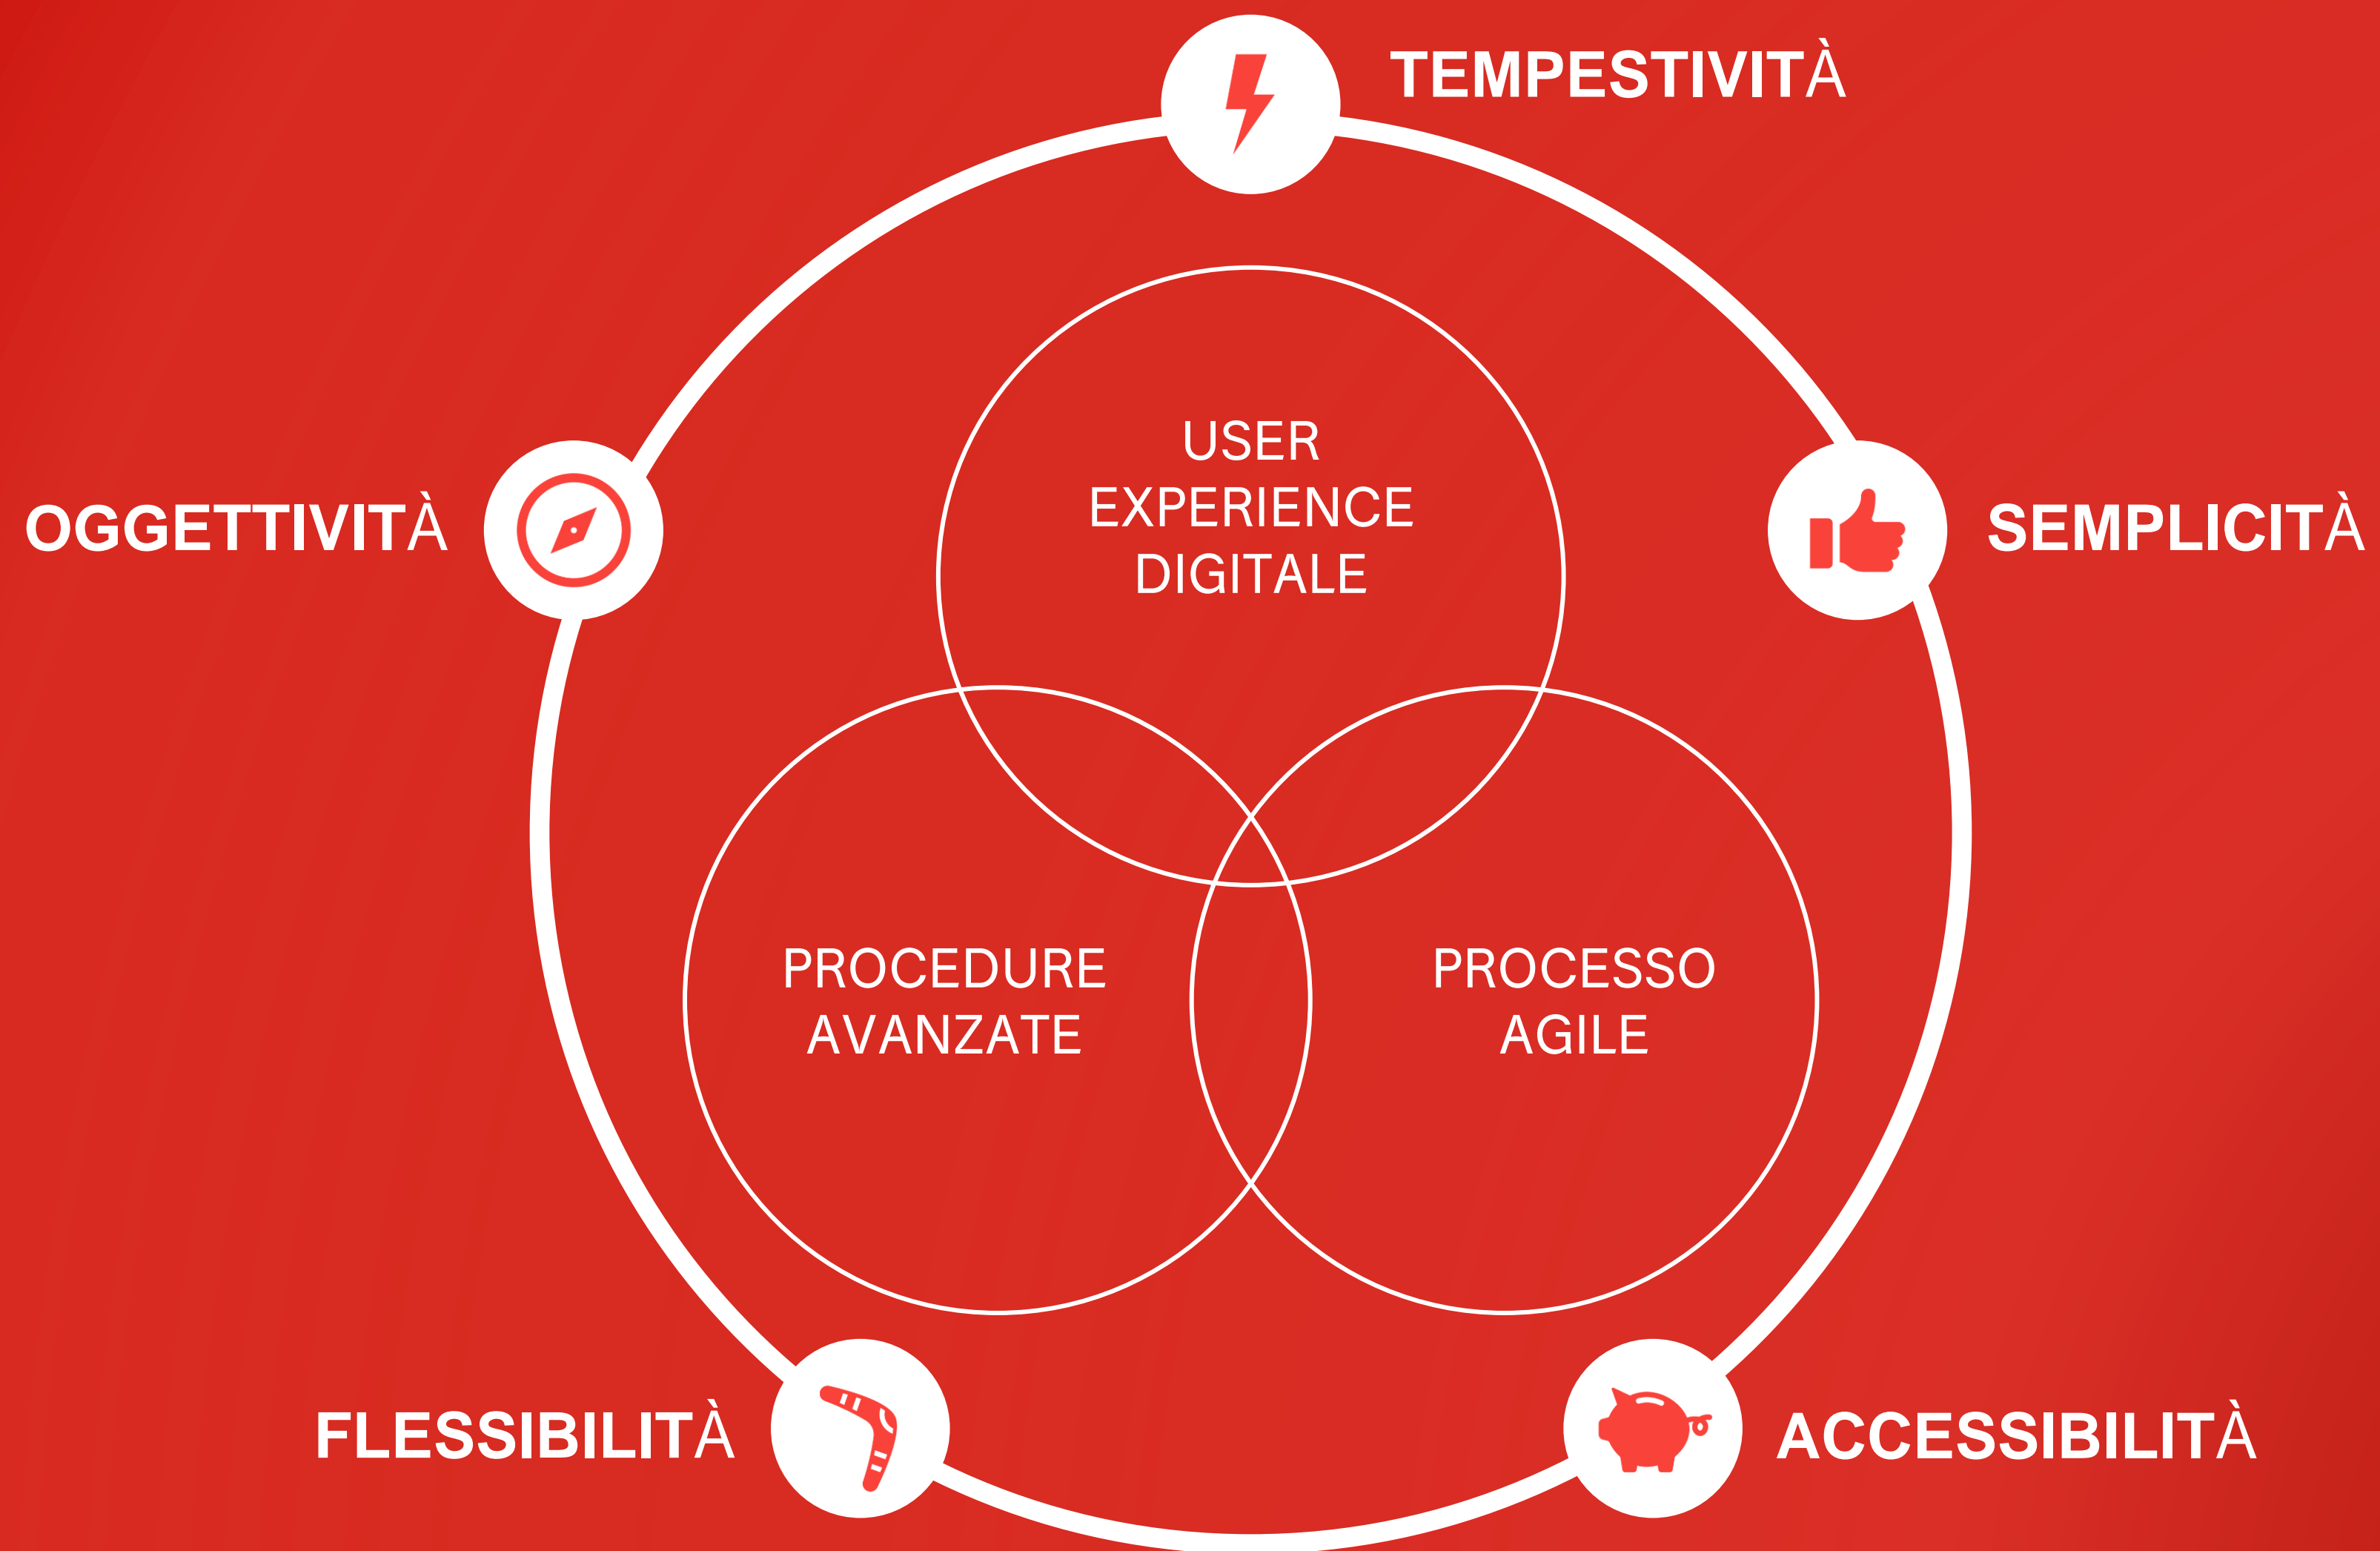 TEMPESTIVITÀ
OGGETTIVITÀ
SEMPLICITÀ
USER
EXPERIENCE
DIGITALE
PROCEDURE
AVANZATE
PROCESSO
AGILE
FLESSIBILITÀ
ACCESSIBILITÀ